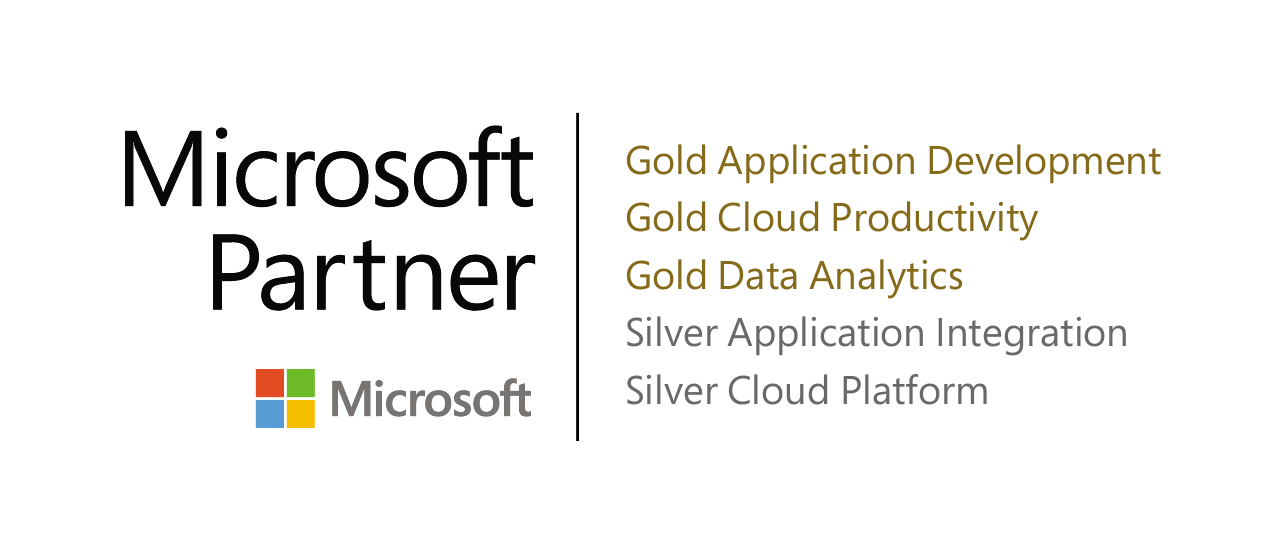 Microsoft
Partner
Microsoft
Gold Application Development
Gold Cloud Productivity
Gold Data Analytics
Silver Application Integration
Silver Cloud Platform